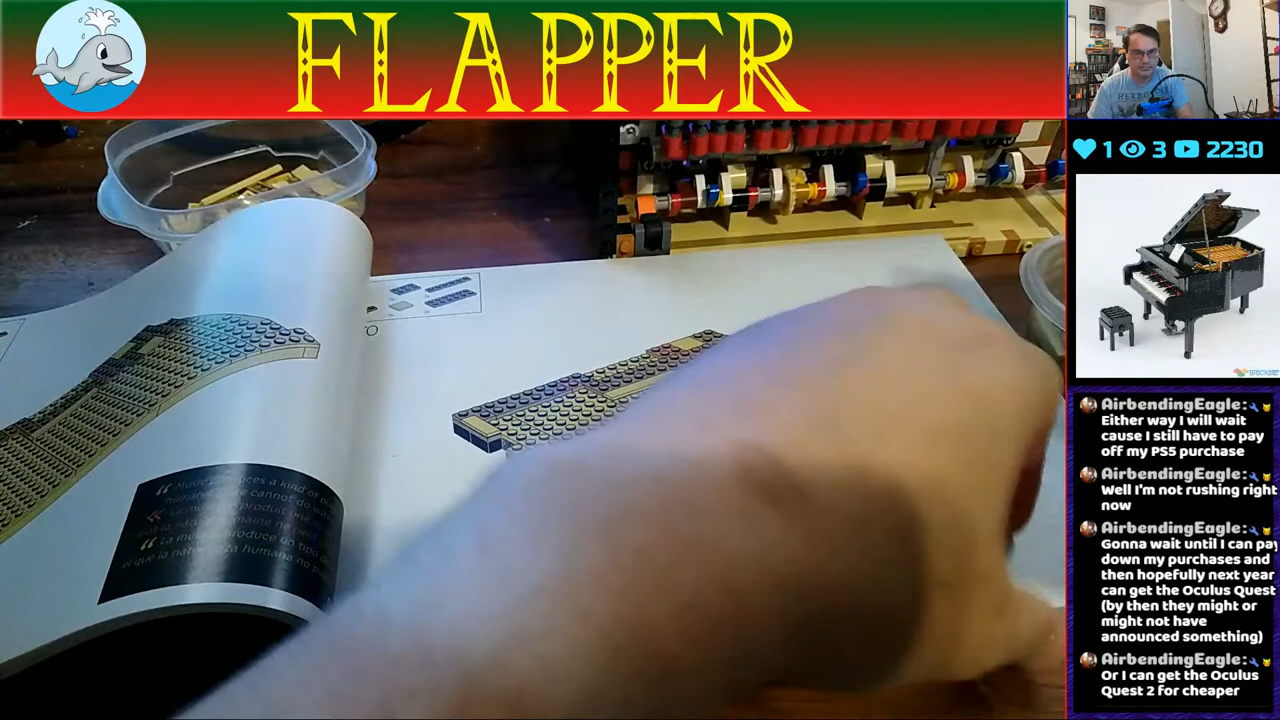 FLAPPER
1 3 2230
BRICKSET
AirbendingEagle:
Either way I will wait
cause I still have to pay
off my PS5 purchase
AirbendingEagle:
Well I'm not rushing right
now
AirbendingEagle:
Gonna wait until I can pay
down my purchases and
then hopefully next year
can get the Oculus Quest
(by then they might or
might not have
announced something)
AirbendingEagle:
Or I can get the Oculus
Quest 2 for cheaper